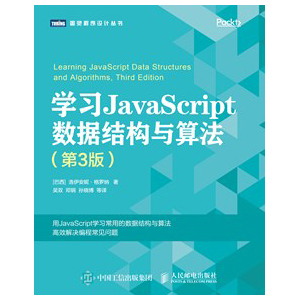 TURING 图灵程序设计丛书
Packt>
Learning JavaScript Data Structures
and Algorithms, Third Edition
学习JavaScript
数据结构与算法
（第3版）
[巴西] 洛伊安妮·格罗纳 著
吴双 邓钢 孙晓博 等译
用JavaScript学习常用的数据结构与算法
高效解决编程常见问题
中国工信出版集团
人民邮电出版社